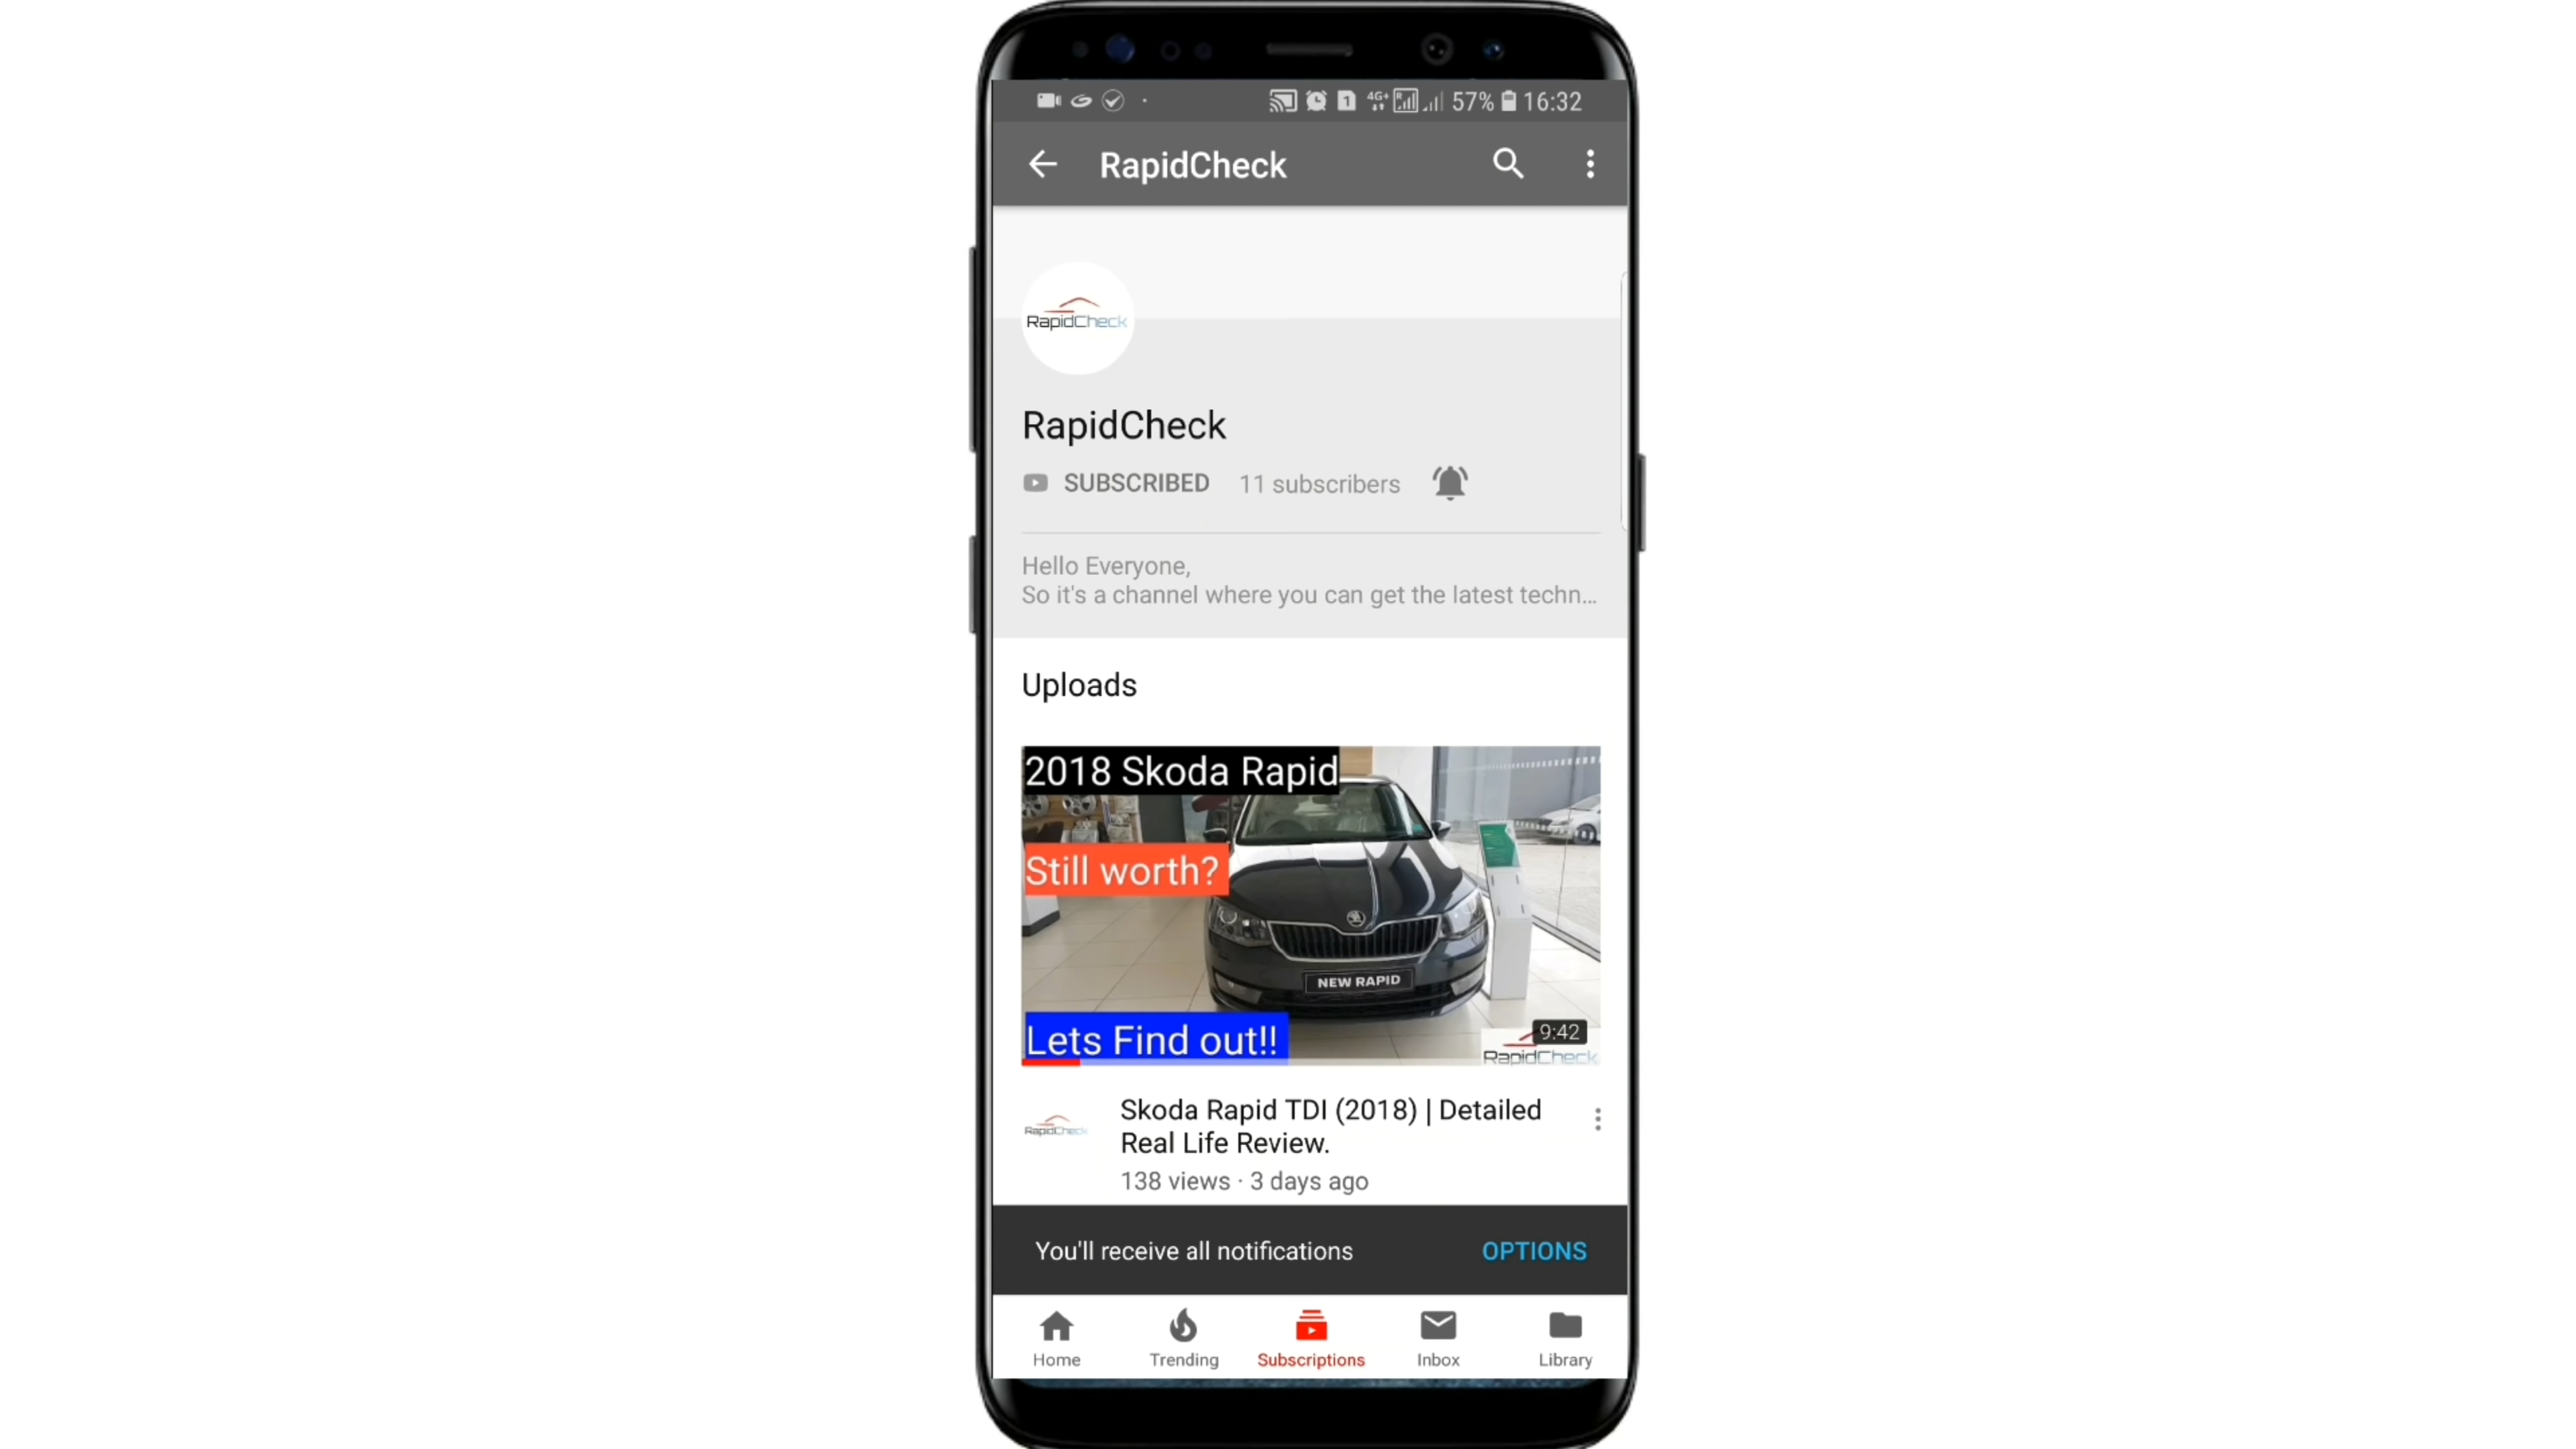 1 4G+ R 57% 16:32
RapidCheck
RapidCheck
RapidCheck
SUBSCRIBED 11 subscribers
Hello Everyone,
So it's a channel where you can get the latest techn...
Uploads
2018 Skoda Rapid
Still worth?
NEW RAPID
Lets Find out!!
9:42
RapidCheck
RapidCheck
Skoda Rapid TDI (2018) | Detailed
Real Life Review.
138 views · 3 days ago
You'll receive all notifications OPTIONS
Home Trending Subscriptions Inbox Library